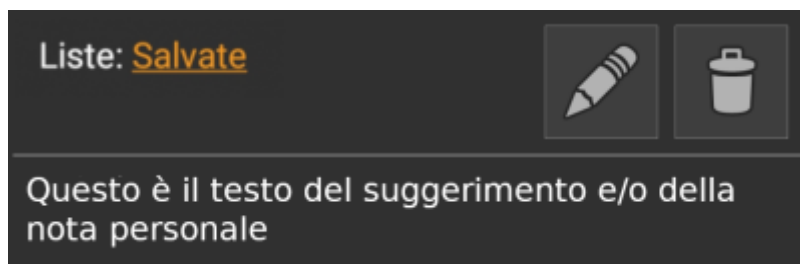 Liste: Salvate
Questo è il testo del suggerimento e/o della
nota personale